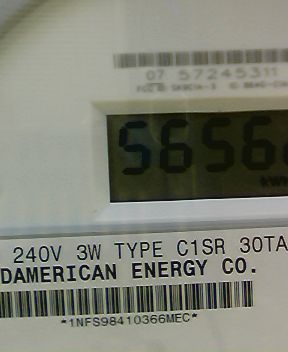 07 57245311
5656
240V 3W TYPE C1SR 30TA
DAMERICAN ENERGY CO.
*1NFS98410366MEC*